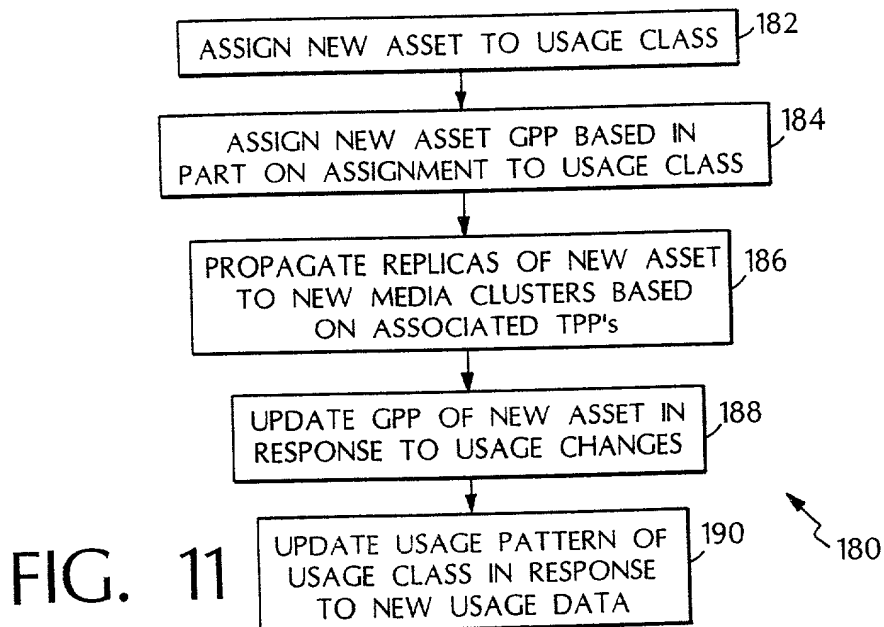 ASSIGN NEW ASSET TO USAGE CLASS
182
ASSIGN NEW ASSET GPP BASED IN
PART ON ASSIGNMENT TO USAGE CLASS
184
PROPAGATE REPLICAS OF NEW ASSET
TO NEW MEDIA CLUSTERS BASED
ON ASSOCIATED TPP's
186
UPDATE GPP OF NEW ASSET IN
RESPONSE TO USAGE CHANGES
188
UPDATE USAGE PATTERN OF
USAGE CLASS IN RESPONSE
TO NEW USAGE DATA
190
180
FIG. 11